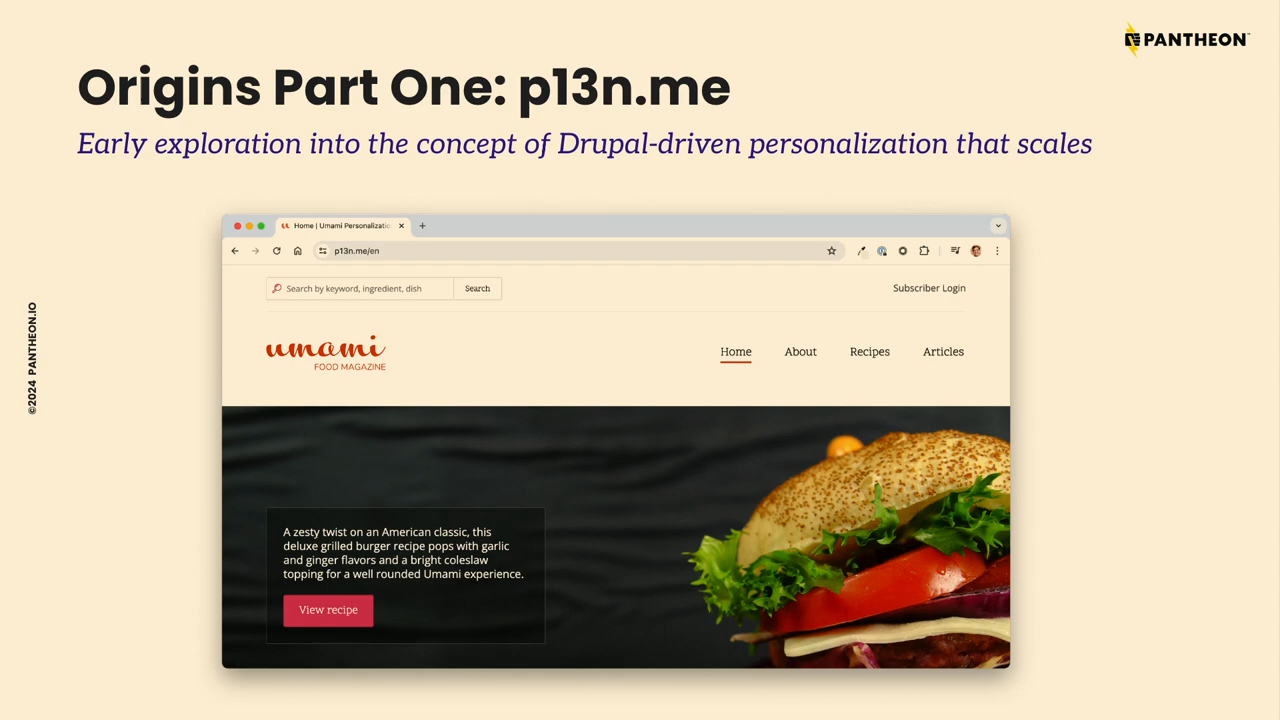 PANTHEON
Origins Part One: p13n.me
Early exploration into the concept of Drupal-driven personalization that scales
Home | Umami Personalizatio
p13n.me/en
Search by keyword, ingredient, dish
Search
Subscriber Login
umami
FOOD MAGAZINE
Home
About
Recipes
Articles
A zesty twist on an American classic, this
deluxe grilled burger recipe pops with garlic
and ginger flavors and a bright coleslaw
topping for a well rounded Umami experience.
View recipe
©2024 PANTHEON.IO